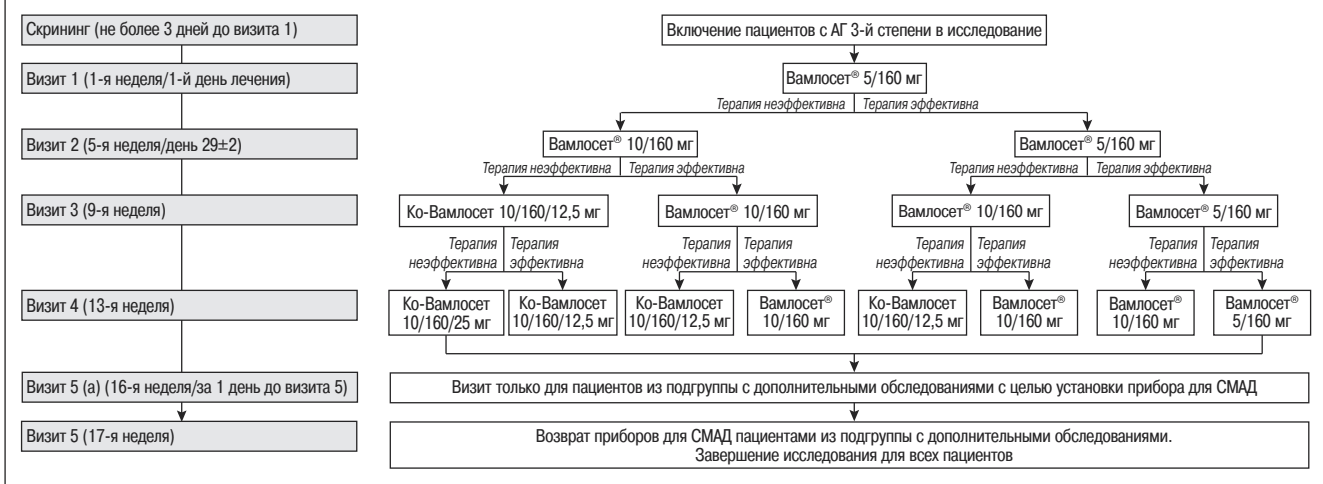 Скрининг (не более 3 дней до визита 1)
Включение пациентов с АГ 3-й степени в исследование
Визит 1 (1-я неделя/1-й день лечения)
Вамлосет® 5/160 мг
Терапия неэффективна
Терапия эффективна
Визит 2 (5-я неделя/день 29±2)
Вамлосет® 10/160 мг
Вамлосет® 5/160 мг
Терапия неэффективна
Терапия эффективна
Терапия неэффективна
Терапия эффективна
Визит 3 (9-я неделя)
Ко-Вамлосет 10/160/12,5 мг
Вамлосет® 10/160 мг
Вамлосет® 10/160 мг
Вамлосет® 5/160 мг
Терапия
неэффективна
Терапия
эффективна
Терапия
неэффективна
Терапия
эффективна
Терапия
неэффективна
Терапия
эффективна
Терапия
неэффективна
Терапия
эффективна
Визит 4 (13-я неделя)
Ко-Вамлосет
10/160/25 мг
Ко-Вамлосет
10/160/12,5 мг
Ко-Вамлосет
10/160/12,5 мг
Вамлосет®
10/160 мг
Ко-Вамлосет
10/160/12,5 мг
Вамлосет®
10/160 мг
Вамлосет®
10/160 мг
Вамлосет®
5/160 мг
Визит 5 (а) (16-я неделя/за 1 день до визита 5)
Визит только для пациентов из подгруппы с дополнительными обследованиями с целью установки прибора для СМАД
Визит 5 (17-я неделя)
Возврат приборов для СМАД пациентами из подгруппы с дополнительными обследованиями.
Завершение исследования для всех пациентов